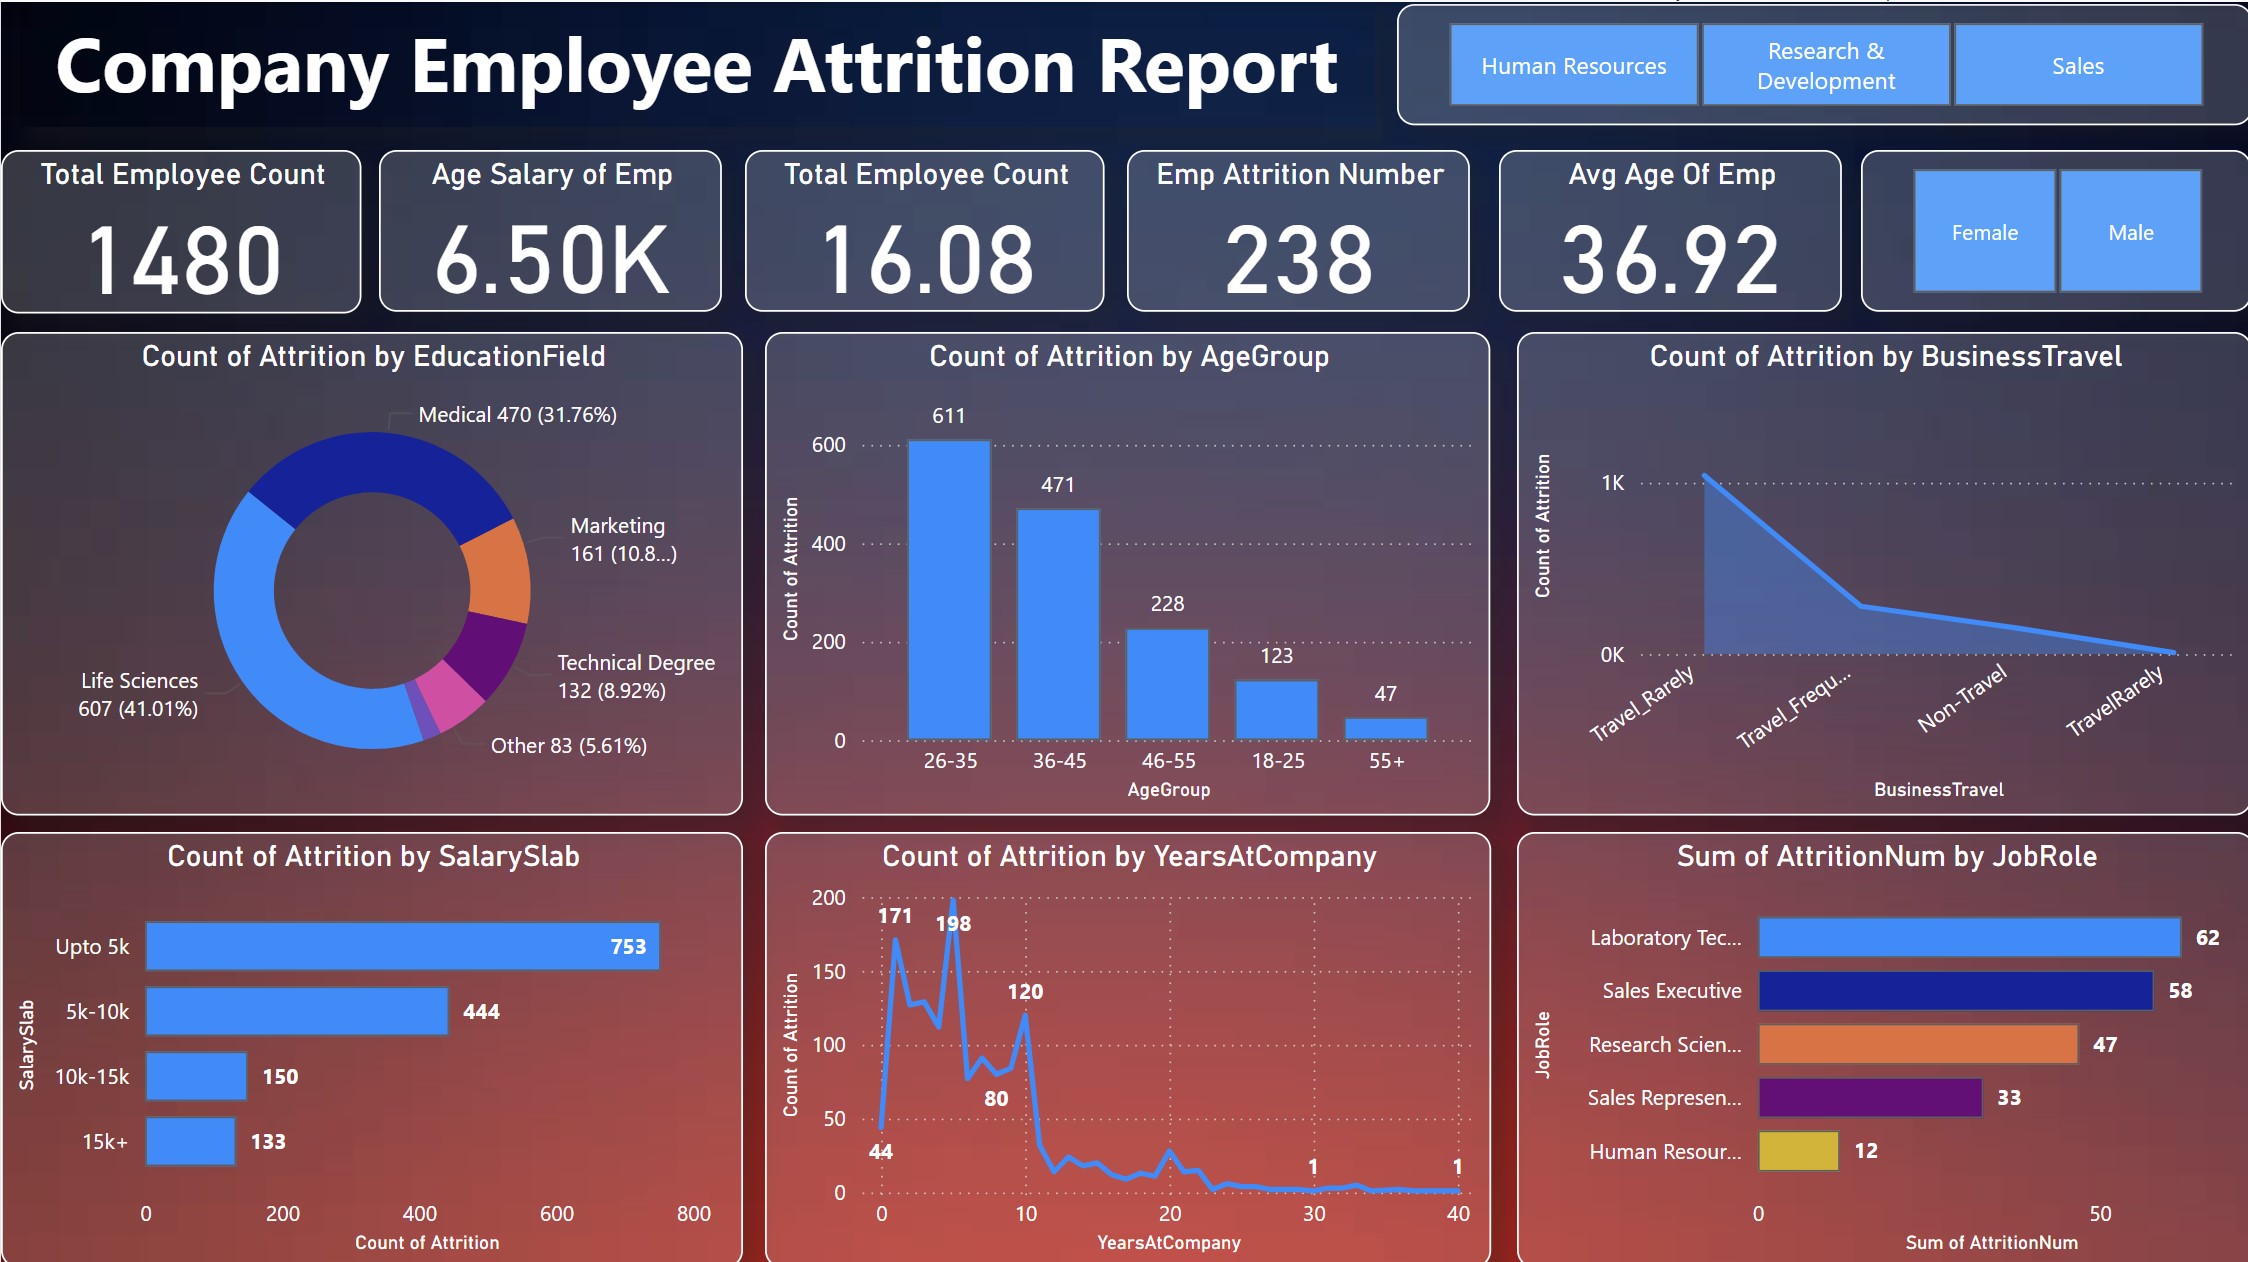 Company Employee Attrition Report
Human Resources
Research &
Development
Sales
Total Employee Count
1480
Age Salary of Emp
6.50K
Total Employee Count
16.08
Emp Attrition Number
238
Avg Age Of Emp
36.92
Female
Male
Count of Attrition by EducationField
Medical 470 (31.76%)
Marketing
161 (10.8...)
Technical Degree
132 (8.92%)
Other 83 (5.61%)
Life Sciences
607 (41.01%)
Count of Attrition by AgeGroup
Count of Attrition
600
400
200
0
611
471
228
123
47
26-35
36-45
46-55
18-25
55+
AgeGroup
Count of Attrition by BusinessTravel
Count of Attrition
1K
0K
Travel_Rarely
Travel_Frequ...
Non-Travel
TravelRarely
BusinessTravel
Count of Attrition by SalarySlab
SalarySlab
Upto 5k
753
5k-10k
444
10k-15k
150
15k+
133
0
200
400
600
800
Count of Attrition
Count of Attrition by YearsAtCompany
Count of Attrition
200
150
100
50
0
44
171
198
80
120
1
1
0
10
20
30
40
YearsAtCompany
Sum of AttritionNum by JobRole
JobRole
Laboratory Tec...
62
Sales Executive
58
Research Scien...
47
Sales Represen...
33
Human Resour...
12
0
50
Sum of AttritionNum